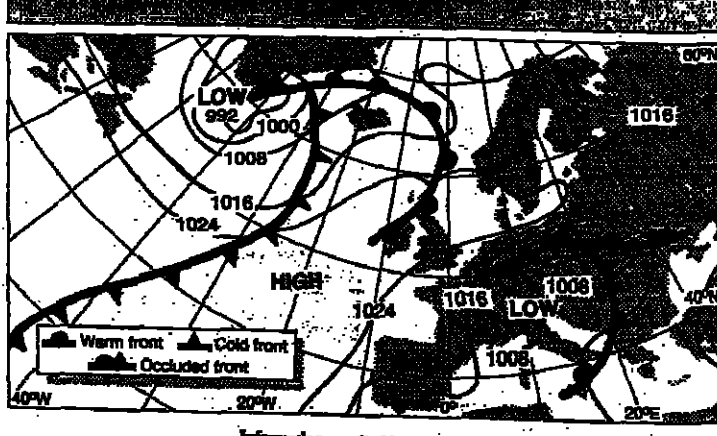 60°N
LOW
992
1000
1016
1008
1016
1024
HIGH
1024
1016
1008
LOW
40°N
1008
Warm front
Cold front
Occluded front
40°W
20°W
0°
20°E